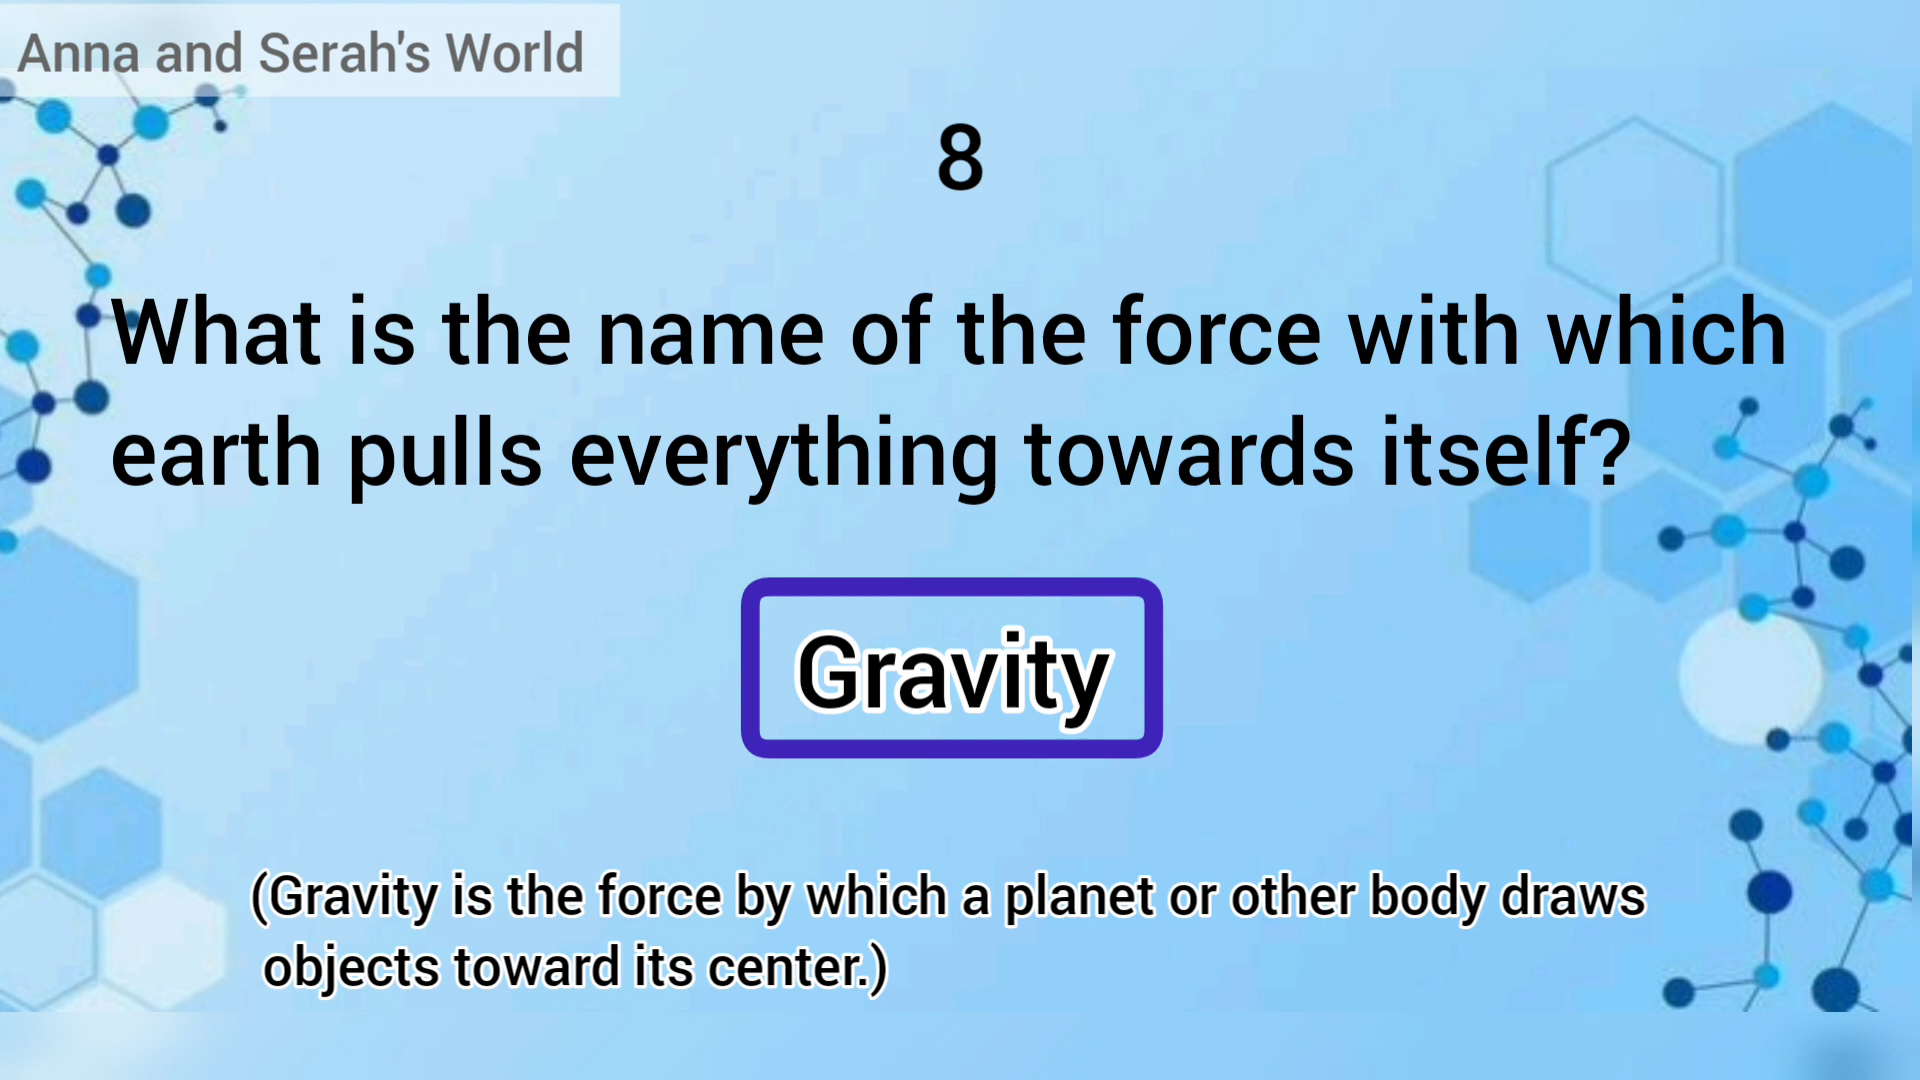 Anna and Serah's World
8
What is the name of the force with which
earth pulls everything towards itself?
Gravity
(Gravity is the force by which a planet or other body draws
objects toward its center.)